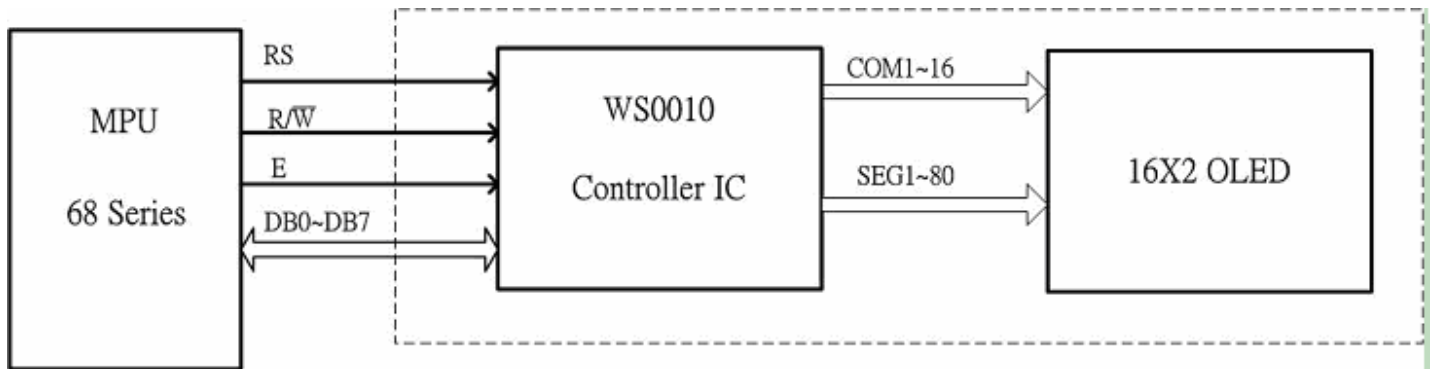 MPU
68 Series
RS
R/W̅
E
DB0~DB7
WS0010
Controller IC
COM1~16
SEG1~80
16X2 OLED